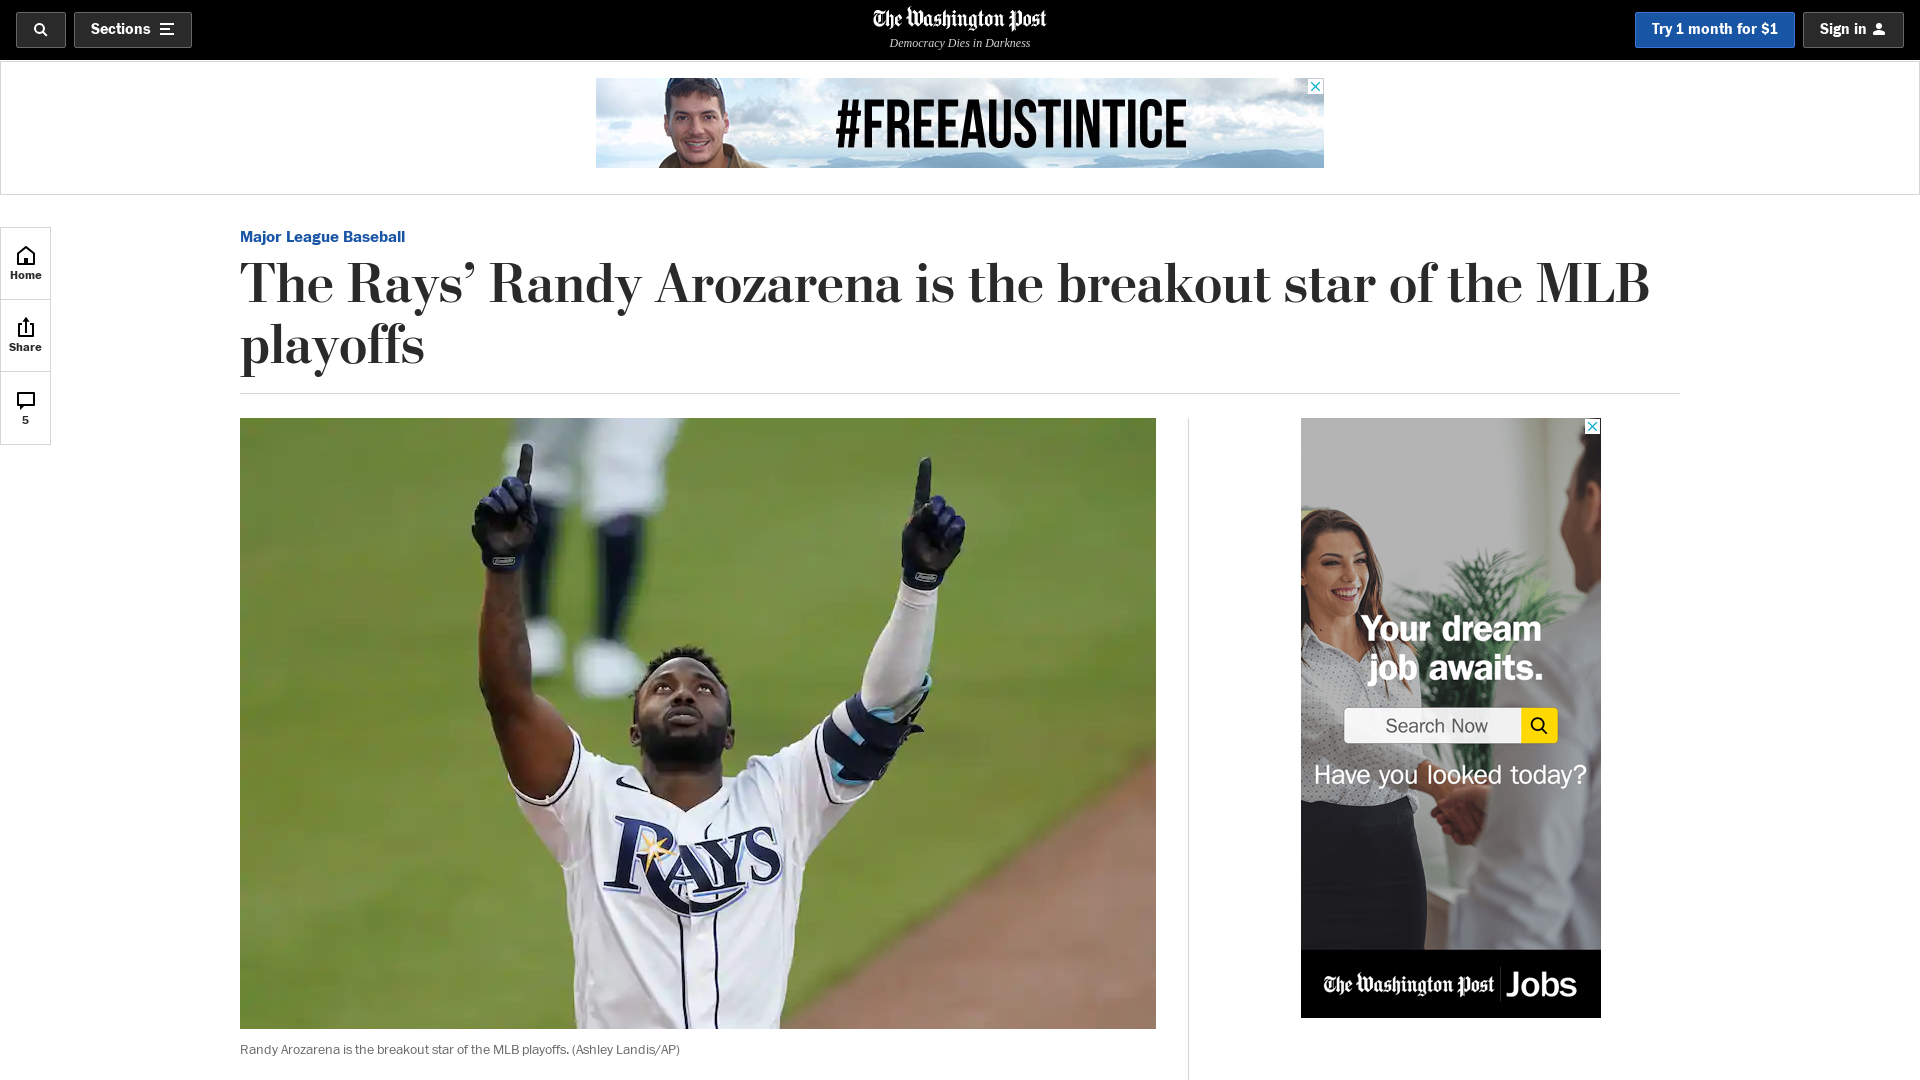 Sections
The Washington Post
Democracy Dies in Darkness
Try 1 month for $1
Sign in
#FREEAUSTINTICE
Home
Share
5
Major League Baseball
The Rays’ Randy Arozarena is the breakout star of the MLB
playoffs
RAYS
Your dream
job awaits.
Search Now
Have you looked today?
The Washington Post Jobs
Randy Arozarena is the breakout star of the MLB playoffs. (Ashley Landis/AP)